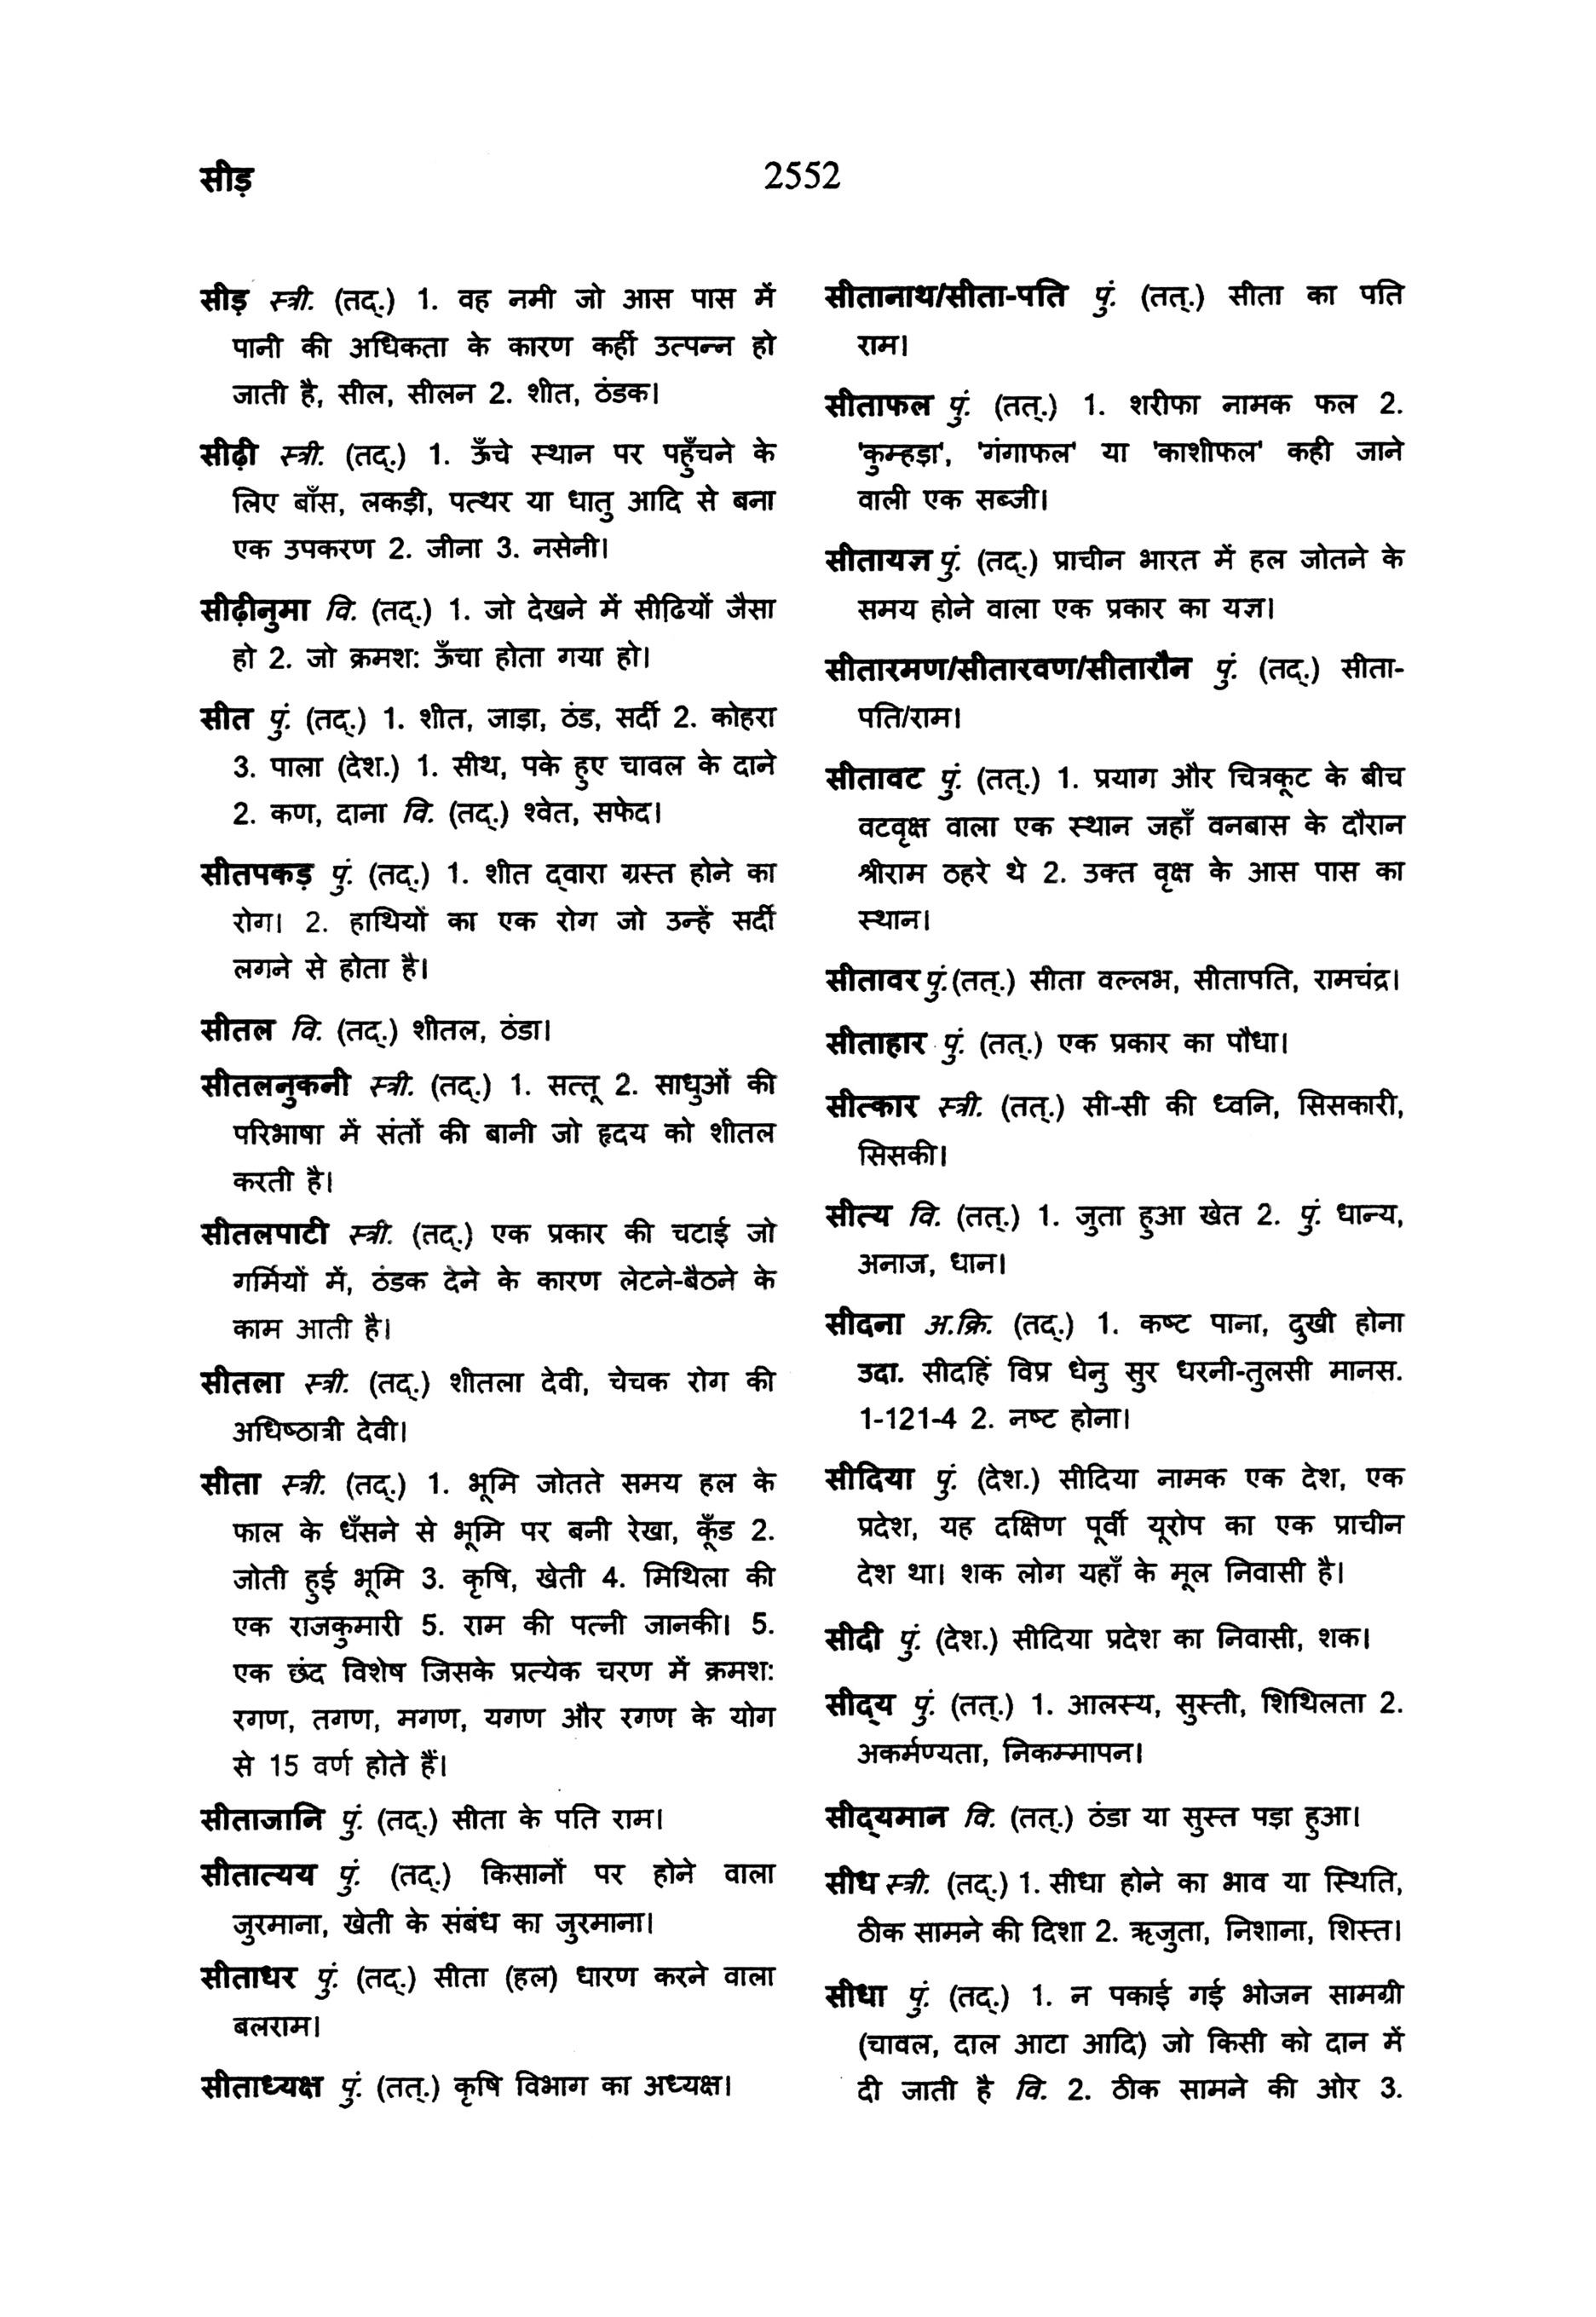 सीड़
2552
सीड़ स्त्री. (तद्.) 1. वह नमी जो आस पास में
पानी की अधिकता के कारण कहीं उत्पन्न हो
जाती है, सील, सीलन 2. शीत, ठंडक।
सीढ़ी स्त्री. (तद्.) 1. ऊँचे स्थान पर पहुँचने के
लिए बाँस, लकड़ी, पत्थर या धातु आदि से बना
एक उपकरण 2. जीना 3. नसेनी।
सीढ़ीनुमा वि. (तद्.) 1. जो देखने में सीढियों जैसा
हो 2. जो क्रमश: ऊँचा होता गया हो।
सीत पुं. (तद्.) 1. शीत, जाड़ा, ठंड, सर्दी 2. कोहरा
3. पाला (देश.) 1. सीथ, पके हुए चावल के दाने
2. कण, दाना वि. (तद्.) श्वेत, सफेद।
सीतपकड़ पुं. (तद्.) 1. शीत द्‌वारा ग्रस्त होने का
रोग। 2. हाथियों का एक रोग जो उन्हें सर्दी
लगने से होता है।
सीतल वि. (तद्.) शीतल, ठंडा।
सीतलनुकनी स्त्री. (तद्.) 1. सत्तू 2. साधुओं की
परिभाषा में संतों की बानी जो हृदय को शीतल
करती है।
सीतलपाटी स्त्री. (तद्.) एक प्रकार की चटाई जो
गर्मियों में, ठंडक देने के कारण लेटने-बैठने के
काम आती है।
सीतला स्त्री. (तद्.) शीतला देवी, चेचक रोग की
अधिष्ठात्री देवी।
सीता स्त्री. (तद्.) 1. भूमि जोतते समय हल के
फाल के धँसने से भूमि पर बनी रेखा, कूँड 2.
जोती हुई भूमि 3. कृषि, खेती 4. मिथिला की
एक राजकुमारी 5. राम की पत्नी जानकी। 5.
एक छंद विशेष जिसके प्रत्येक चरण में क्रमश:
रगण, तगण, मगण, यगण और रगण के योग
से 15 वर्ण होते हैं।
सीताजानि पुं. (तद्.) सीता के पति राम।
सीतात्यय पुं. (तद्.) किसानों पर होने वाला
जुरमाना, खेती के संबंध का जुरमाना।
सीताधर पुं. (तद्.) सीता (हल) धारण करने वाला
बलराम।
सीताध्यक्ष पुं. (तत्.) कृषि विभाग का अध्यक्ष।
सीतानाथ/सीता-पति पुं. (तत्.) सीता का पति
राम।
सीताफल पुं. (तत्.) 1. शरीफा नामक फल 2.
'कुम्हड़ा', 'गंगाफल' या 'काशीफल' कही जाने
वाली एक सब्जी।
सीतायज्ञ पुं. (तद्.) प्राचीन भारत में हल जोतने के
समय होने वाला एक प्रकार का यज्ञ।
सीतारमण/सीतारवण/सीतारौन पुं. (तद्.) सीता-
पति/राम।
सीतावट पुं. (तत्.) 1. प्रयाग और चित्रकूट के बीच
वटवृक्ष वाला एक स्थान जहाँ वनबास के दौरान
श्रीराम ठहरे थे 2. उक्त वृक्ष के आस पास का
स्थान।
सीतावर पुं.(तत्.) सीता वल्लभ, सीतापति, रामचंद्र।
सीताहार पुं. (तत्.) एक प्रकार का पौधा।
सीत्कार स्त्री. (तत्.) सी-सी की ध्वनि, सिसकारी,
सिसकी।
सीत्य वि. (तत्.) 1. जुता हुआ खेत 2. पुं. धान्य,
अनाज, धान।
सीदना अ.क्रि. (तद्.) 1. कष्ट पाना, दुखी होना
उदा. सीदहिं विप्र धेनु सुर धरनी-तुलसी मानस.
1-121-4 2. नष्ट होना।
सीदिया पुं. (देश.) सीदिया नामक एक देश, एक
प्रदेश, यह दक्षिण पूर्वी यूरोप का एक प्राचीन
देश था। शक लोग यहाँ के मूल निवासी है।
सीदी पुं. (देश.) सीदिया प्रदेश का निवासी, शक।
सीद्‌य पुं. (तत्.) 1. आलस्य, सुस्ती, शिथिलता 2.
अकर्मण्यता, निकम्मापन।
सीद्‌यमान वि. (तत्.) ठंडा या सुस्त पड़ा हुआ।
सीध स्त्री. (तद्.) 1. सीधा होने का भाव या स्थिति,
ठीक सामने की दिशा 2. ऋजुता, निशाना, शिस्त।
सीधा पुं. (तद्.) 1. न पकाई गई भोजन सामग्री
(चावल, दाल आटा आदि) जो किसी को दान में
दी जाती है वि. 2. ठीक सामने की ओर 3.